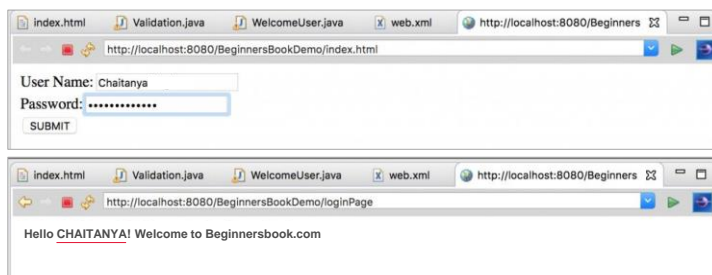 index.html Validation.java WelcomeUser.java web.xml http://localhost:8080/Beginners
http://localhost:8080/BeginnersBookDemo/index.html
User Name: Chaitanya
Password: •••••••••••••
SUBMIT
index.html Validation.java WelcomeUser.java web.xml http://localhost:8080/Beginners
http://localhost:8080/BeginnersBookDemo/loginPage
Hello CHAITANYA! Welcome to Beginnersbook.com